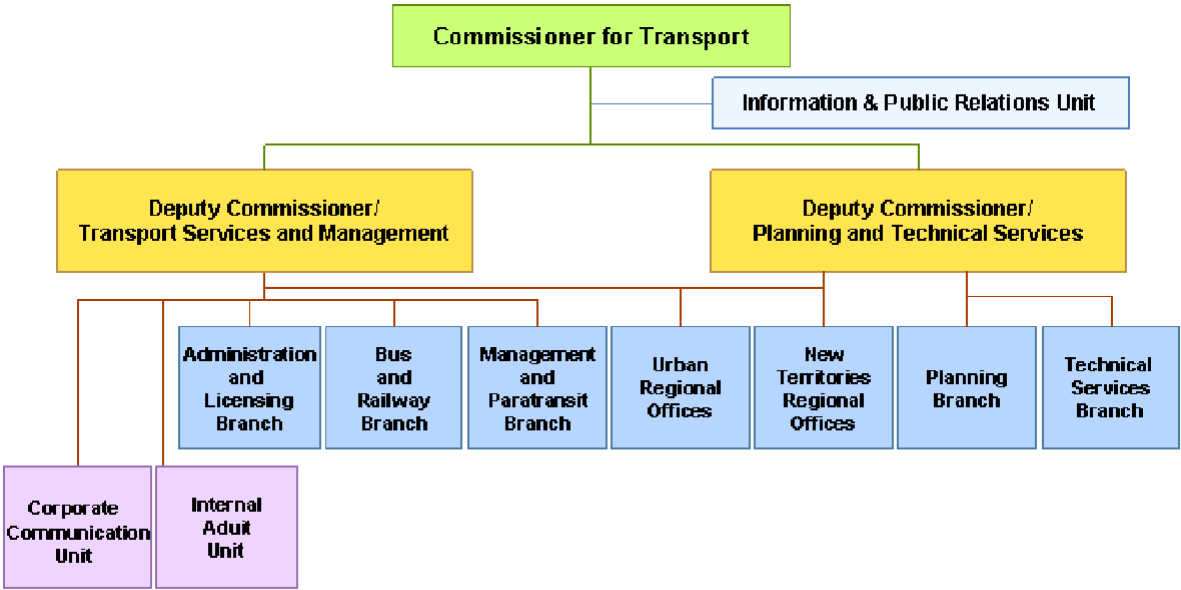 Commissioner for Transport
Information & Public Relations Unit
Deputy Commissioner/
Transport Services and Management
Deputy Commissioner/
Planning and Technical Services
Administration
and
Licensing
Branch
Bus
and
Railway
Branch
Management
and
Paratransit
Branch
Urban
Regional
Offices
New
Territories
Regional
Offices
Planning
Branch
Technical
Services
Branch
Corporate
Communication
Unit
Internal
Aduit
Unit